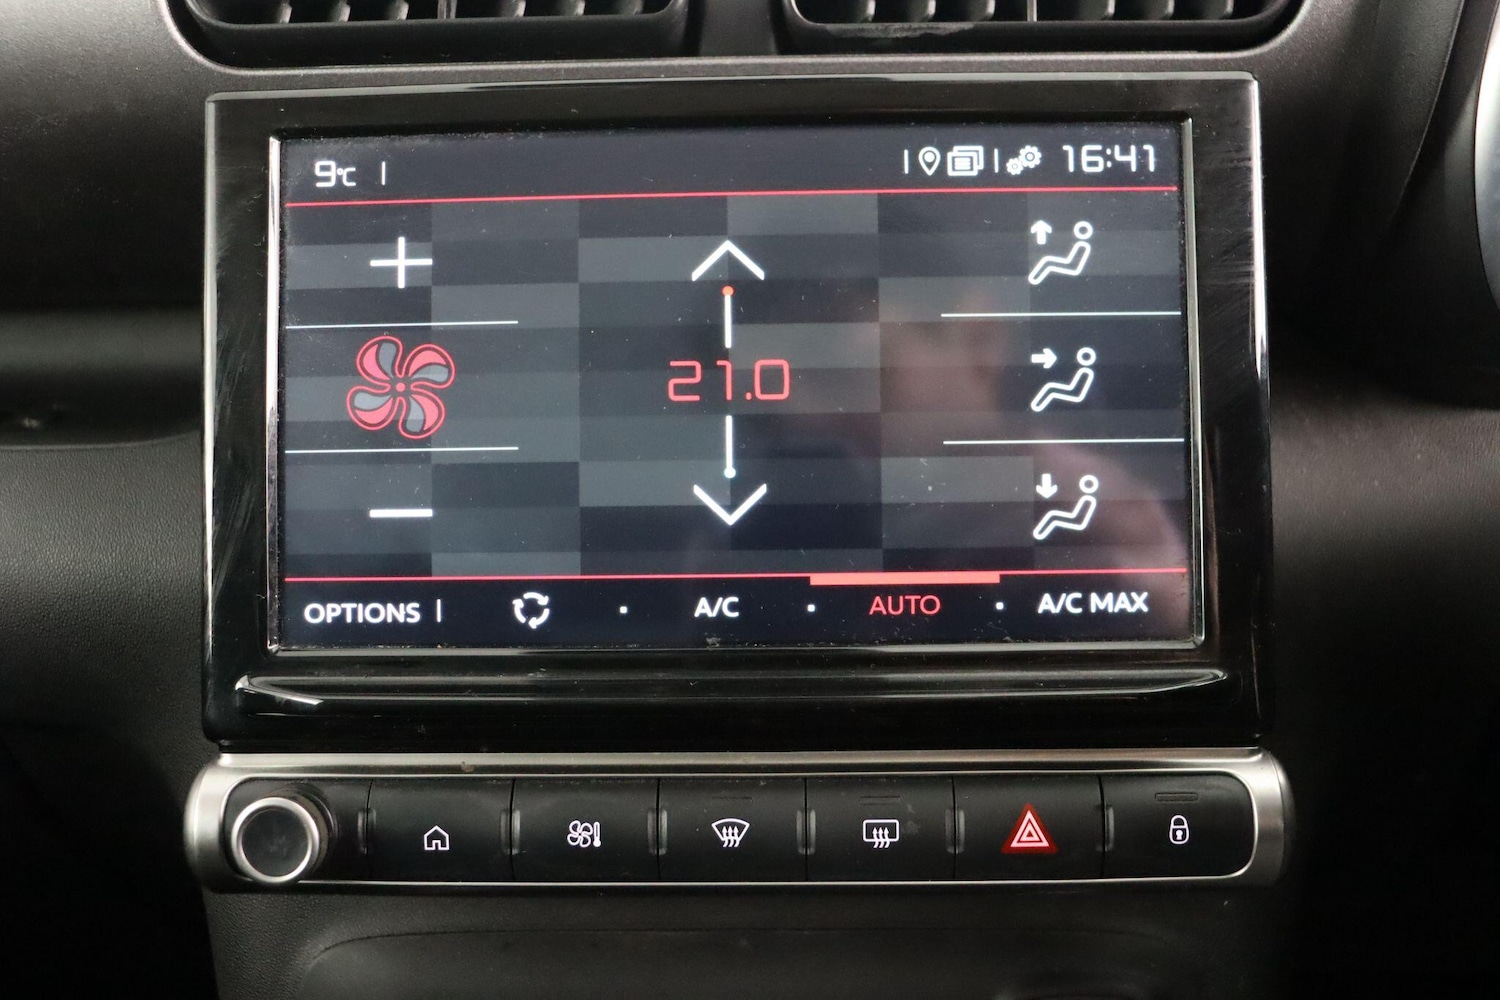 9°C
16:41
21.0
OPTIONS
A/C
AUTO
A/C MAX